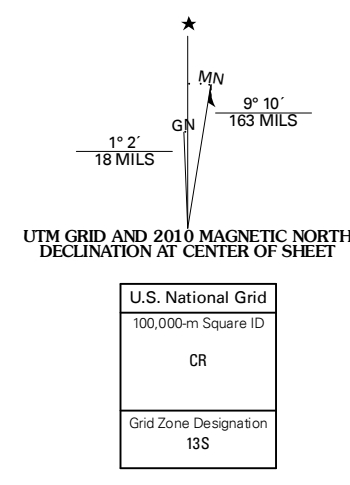 MN
9° 10´
163 MILS
GN
1° 2´
18 MILS
UTM GRID AND 2010 MAGNETIC NORTH
DECLINATION AT CENTER OF SHEET
U.S. National Grid
100,000-m Square ID
CR
Grid Zone Designation
13S